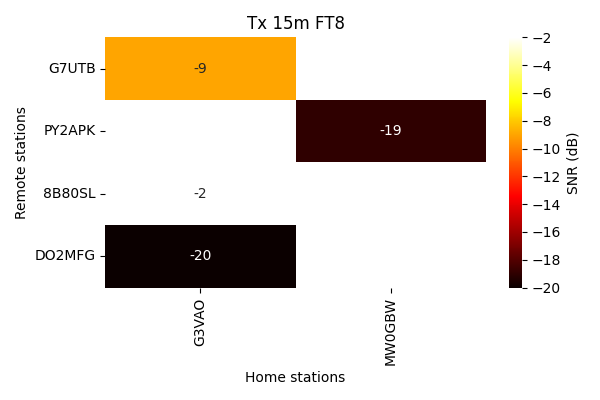 Tx 15m FT8
Remote stations
G7UTB
PY2APK
8B80SL
DO2MFG
-9
-19
-2
-20
G3VAO
MW0GBW
Home stations
−2
−4
−6
−8
−10
−12
−14
−16
−18
−20
SNR (dB)